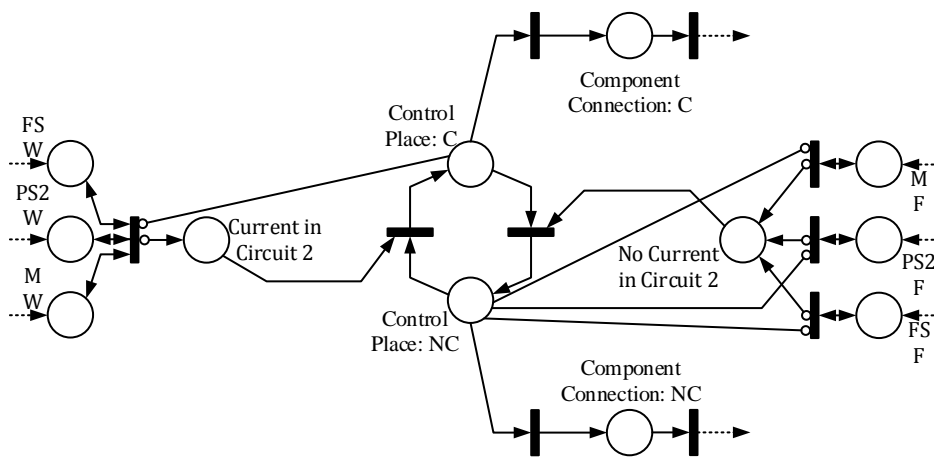 Component
Connection: C
Control
Place: C
FS
W
PS2
W
M
W
Current in
Circuit 2
No Current
in Circuit 2
M
F
PS2
F
FS
F
Control
Place: NC
Component
Connection: NC